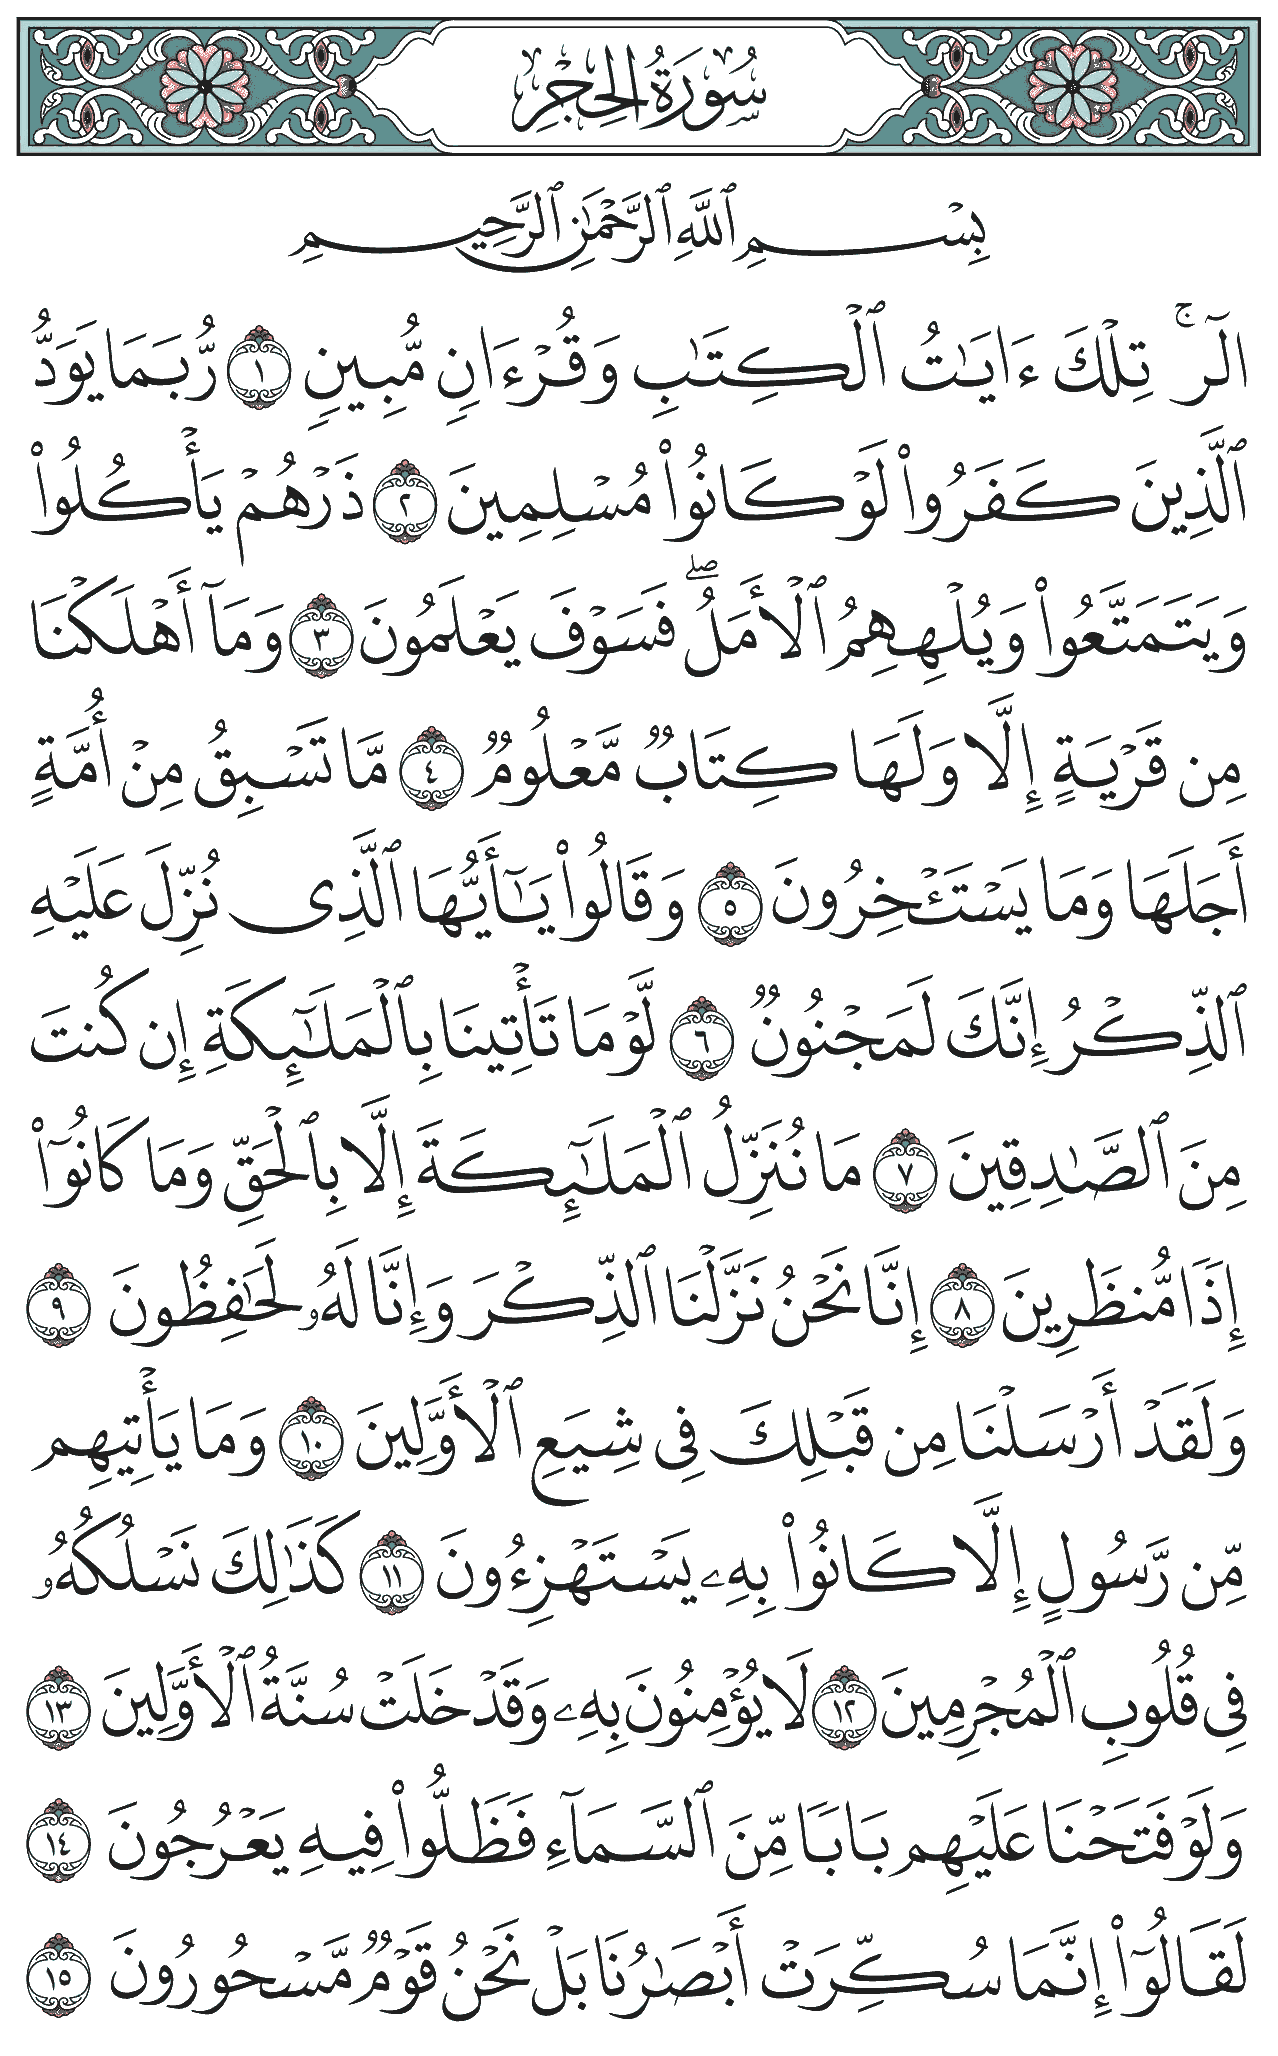 سُورَةُ الحِجْرِ
بِسْمِ ٱللَّهِ ٱلرَّحْمَٰنِ ٱلرَّحِيمِ
الٓرۚ تِلْكَ ءَايَٰتُ ٱلْكِتَٰبِ وَقُرْءَانٍ مُّبِينٍ ١ رُّبَمَا يَوَدُّ
ٱلَّذِينَ كَفَرُوا۟ لَوْ كَانُوا۟ مُسْلِمِينَ ٢ ذَرْهُمْ يَأْكُلُوا۟
وَيَتَمَتَّعُوا۟ وَيُلْهِهِمُ ٱلْأَمَلُۖ فَسَوْفَ يَعْلَمُونَ ٣ وَمَآ أَهْلَكْنَا
مِن قَرْيَةٍ إِلَّا وَلَهَا كِتَابٌ مَّعْلُومٌ ٤ مَّا تَسْبِقُ مِنْ أُمَّةٍ
أَجَلَهَا وَمَا يَسْتَـْٔخِرُونَ ٥ وَقَالُوا۟ يَٰٓأَيُّهَا ٱلَّذِى نُزِّلَ عَلَيْهِ
ٱلذِّكْرُ إِنَّكَ لَمَجْنُونٌ ٦ لَّوْ مَا تَأْتِينَا بِٱلْمَلَٰٓئِكَةِ إِن كُنتَ
مِنَ ٱلصَّٰدِقِينَ ٧ مَا نُنَزِّلُ ٱلْمَلَٰٓئِكَةَ إِلَّا بِٱلْحَقِّ وَمَا كَانُوٓا۟
إِذًا مُّنظَرِينَ ٨ إِنَّا نَحْنُ نَزَّلْنَا ٱلذِّكْرَ وَإِنَّا لَهُۥ لَحَٰفِظُونَ ٩
وَلَقَدْ أَرْسَلْنَا مِن قَبْلِكَ فِى شِيَعِ ٱلْأَوَّلِينَ ١٠ وَمَا يَأْتِيهِم
مِّن رَّسُولٍ إِلَّا كَانُوا۟ بِهِۦ يَسْتَهْزِءُونَ ١١ كَذَٰلِكَ نَسْلُكُهُۥ
فِى قُلُوبِ ٱلْمُجْرِمِينَ ١٢ لَا يُؤْمِنُونَ بِهِۦ وَقَدْ خَلَتْ سُنَّةُ ٱلْأَوَّلِينَ ١٣
وَلَوْ فَتَحْنَا عَلَيْهِم بَابًا مِّنَ ٱلسَّمَآءِ فَظَلُّوا۟ فِيهِ يَعْرُجُونَ ١٤
لَقَالُوٓا۟ إِنَّمَا سُكِّرَتْ أَبْصَٰرُنَا بَلْ نَحْنُ قَوْمٌ مَّسْحُورُونَ ١٥